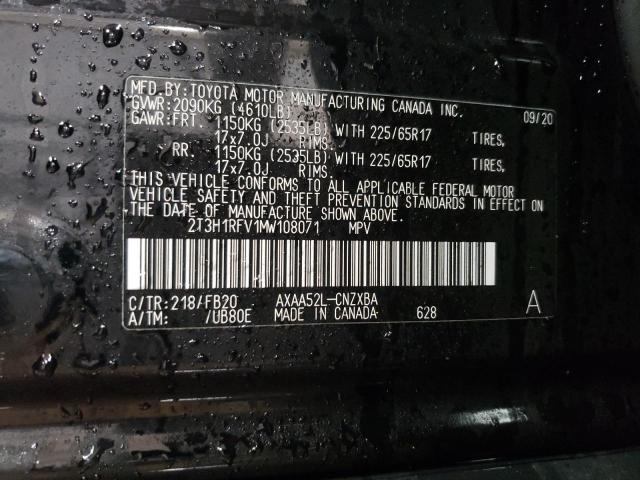 MFD.BY:TOYOTA MOTOR MANUFACTURING CANADA INC.
GVWR:2090KG (4610LB) 09/20
GAWR:FRT. 1150KG (2535LB) WITH 225/65R17 TIRES,
17x7.0J RIMS,
RR. 1150KG (2535LB) WITH 225/65R17 TIRES,
17x7.0J RIMS.
THIS VEHICLE CONFORMS TO ALL APPLICABLE FEDERAL MOTOR
VEHICLE SAFETY AND THEFT PREVENTION STANDARDS IN EFFECT ON
THE DATE OF MANUFACTURE SHOWN ABOVE.
2T3H1RFV1MW108071 MPV
C/TR:218/FB20 AXAA52L-CNZXBA A
A/TM: /UB80E MADE IN CANADA 628